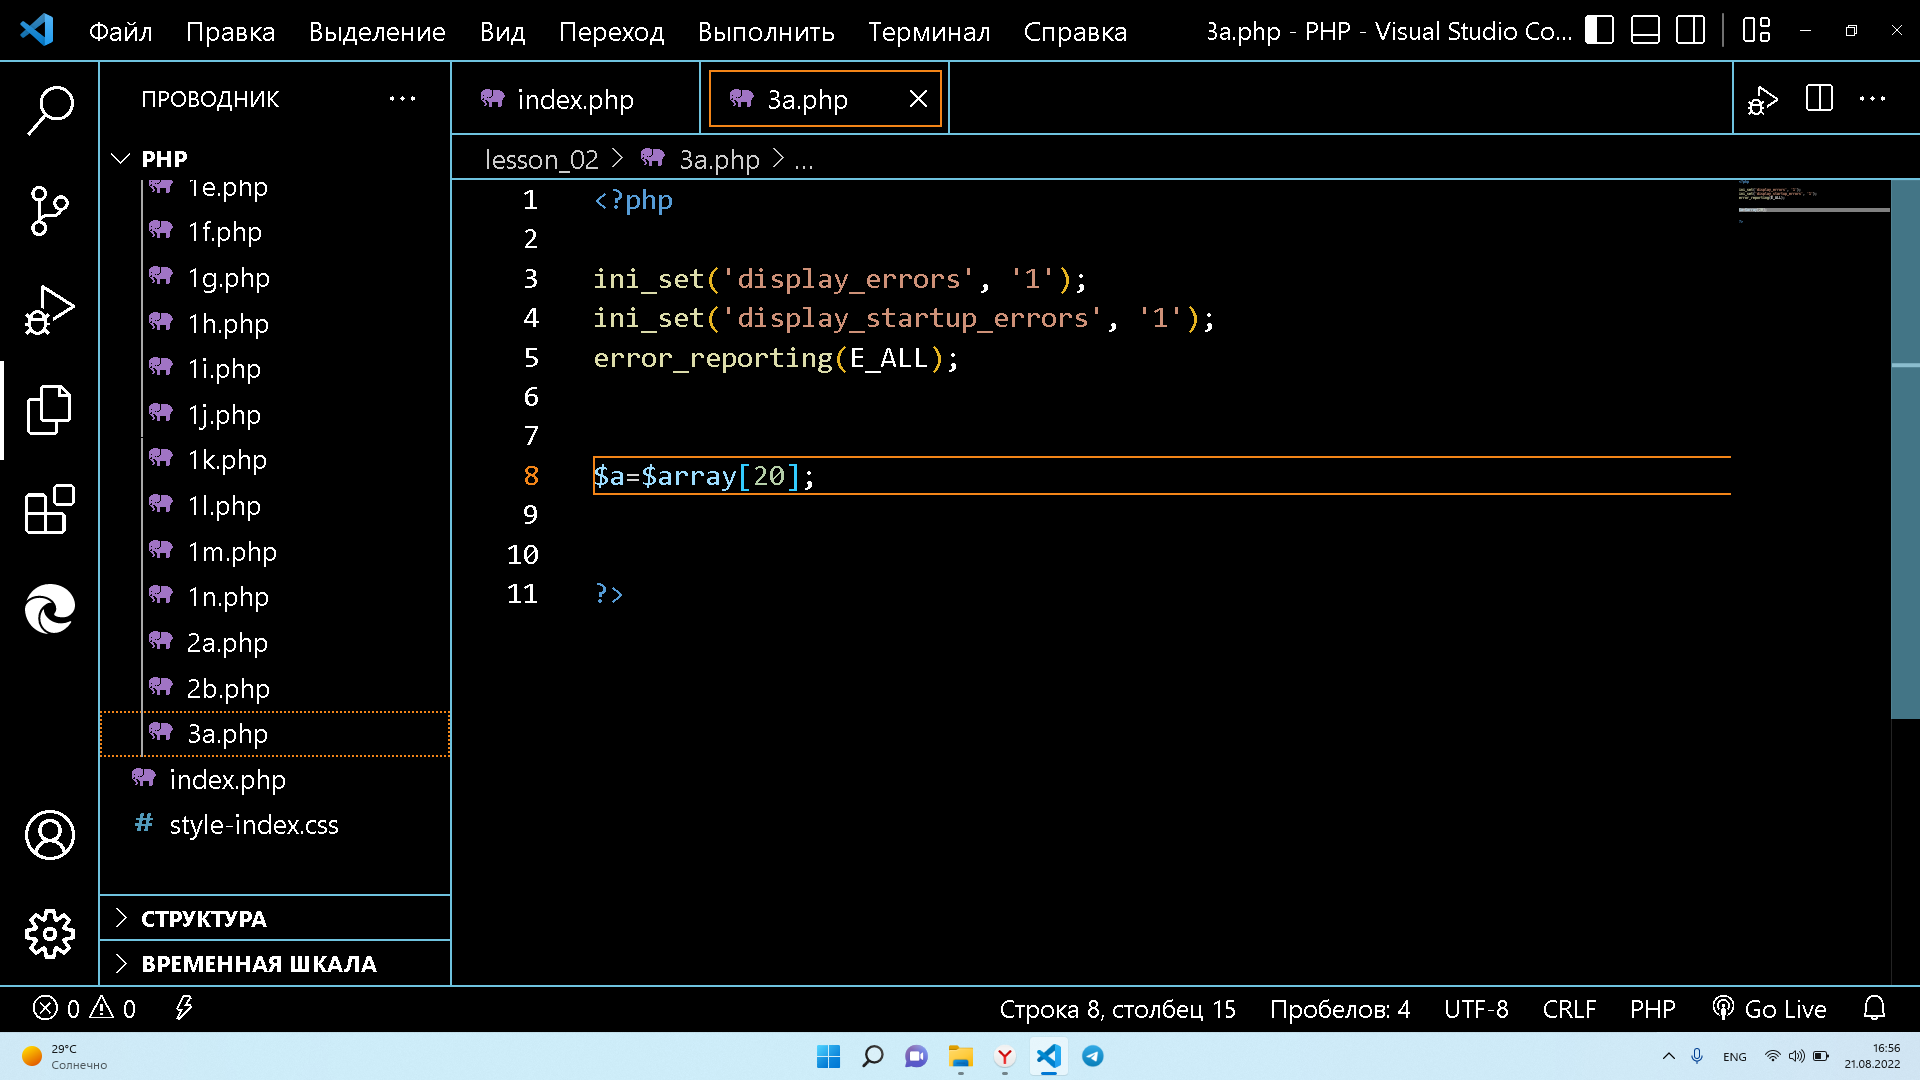 Файл Правка Выделение Вид Переход Выполнить Терминал Справка 3a.php - PHP - Visual Studio Co...
ПРОВОДНИК
PHP
1e.php
1f.php
1g.php
1h.php
1i.php
1j.php
1k.php
1l.php
1m.php
1n.php
2a.php
2b.php
3a.php
index.php
style-index.css
СТРУКТУРА
ВРЕМЕННАЯ ШКАЛА
index.php 3a.php
lesson_02 > 3a.php > ...
1 <?php
2
3 ini_set('display_errors', '1');
4 ini_set('display_startup_errors', '1');
5 error_reporting(E_ALL);
6
7
8 $a=$array[20];
9
10
11 ?>
0 0 Строка 8, столбец 15 Пробелов: 4 UTF-8 CRLF PHP Go Live
29°C
Солнечно
ENG
16:56
21.08.2022